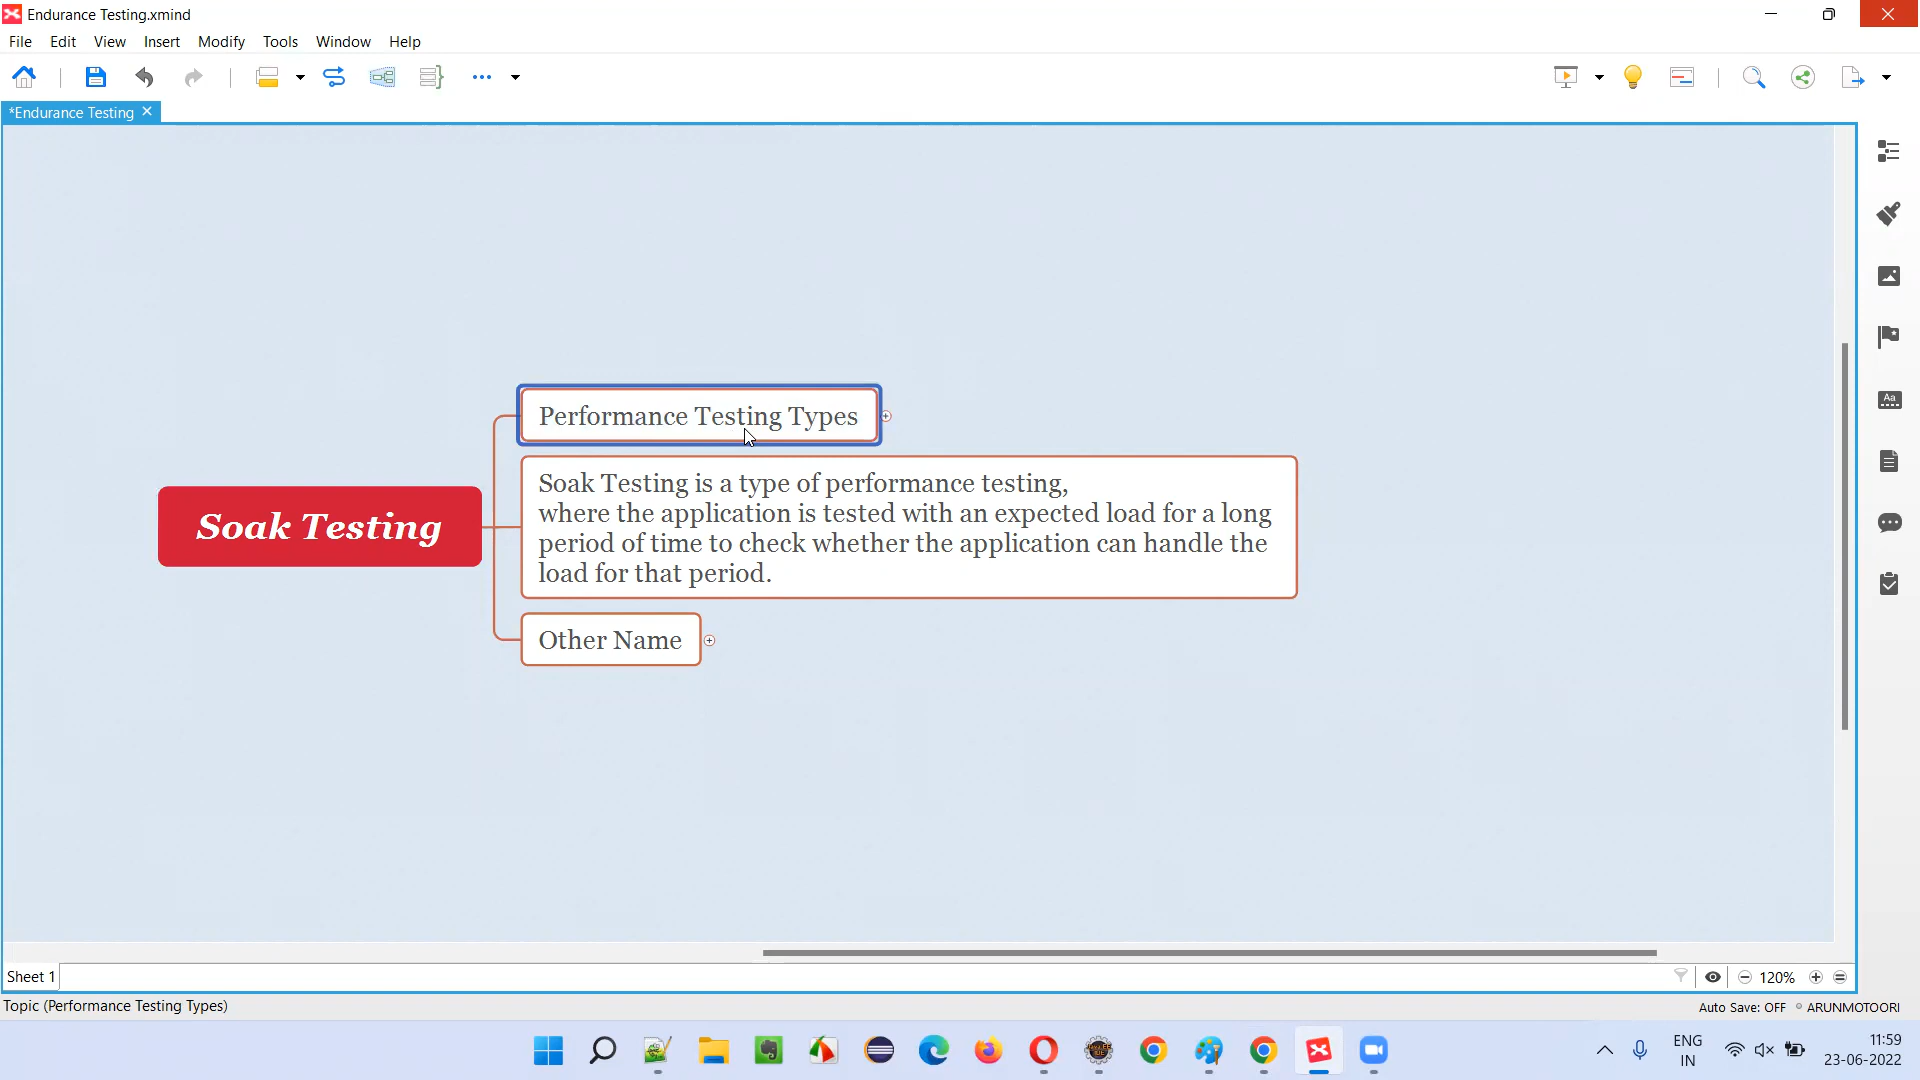 Endurance Testing.xmind
File Edit View Insert Modify Tools Window Help
*Endurance Testing
Aa
Performance Testing Types
Soak Testing
Soak Testing is a type of performance testing,
where the application is tested with an expected load for a long
period of time to check whether the application can handle the
load for that period.
Other Name
Sheet 1
120%
Topic (Performance Testing Types)
Auto Save: OFF
ARUNMOTOORI
ENG
IN
11:59
23-06-2022